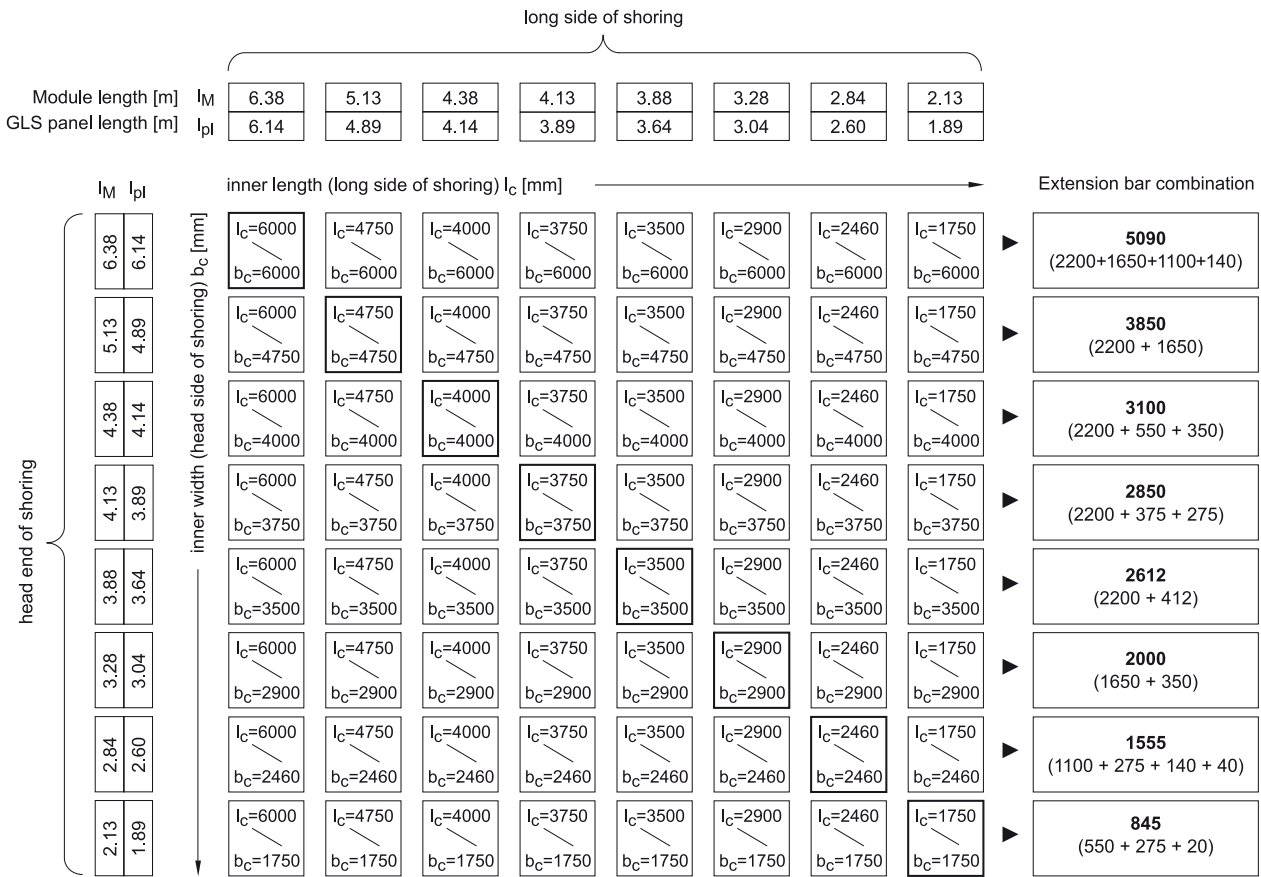 long side of shoring
Module length [m] lM 6.38 5.13 4.38 4.13 3.88 3.28 2.84 2.13
GLS panel length [m] lpl 6.14 4.89 4.14 3.89 3.64 3.04 2.60 1.89
lM lpl inner length (long side of shoring) lc [mm] Extension bar combination
head end of shoring
inner width (head side of shoring) bc [mm]
6.38 6.14
lc=6000 lc=4750 lc=4000 lc=3750 lc=3500 lc=2900 lc=2460 lc=1750
bc=6000 bc=6000 bc=6000 bc=6000 bc=6000 bc=6000 bc=6000 bc=6000
5090
(2200+1650+1100+140)
5.13 4.89
lc=6000 lc=4750 lc=4000 lc=3750 lc=3500 lc=2900 lc=2460 lc=1750
bc=4750 bc=4750 bc=4750 bc=4750 bc=4750 bc=4750 bc=4750 bc=4750
3850
(2200 + 1650)
4.38 4.14
lc=6000 lc=4750 lc=4000 lc=3750 lc=3500 lc=2900 lc=2460 lc=1750
bc=4000 bc=4000 bc=4000 bc=4000 bc=4000 bc=4000 bc=4000 bc=4000
3100
(2200 + 550 + 350)
4.13 3.89
lc=6000 lc=4750 lc=4000 lc=3750 lc=3500 lc=2900 lc=2460 lc=1750
bc=3750 bc=3750 bc=3750 bc=3750 bc=3750 bc=3750 bc=3750 bc=3750
2850
(2200 + 375 + 275)
3.88 3.64
lc=6000 lc=4750 lc=4000 lc=3750 lc=3500 lc=2900 lc=2460 lc=1750
bc=3500 bc=3500 bc=3500 bc=3500 bc=3500 bc=3500 bc=3500 bc=3500
2612
(2200 + 412)
3.28 3.04
lc=6000 lc=4750 lc=4000 lc=3750 lc=3500 lc=2900 lc=2460 lc=1750
bc=2900 bc=2900 bc=2900 bc=2900 bc=2900 bc=2900 bc=2900 bc=2900
2000
(1650 + 350)
2.84 2.60
lc=6000 lc=4750 lc=4000 lc=3750 lc=3500 lc=2900 lc=2460 lc=1750
bc=2460 bc=2460 bc=2460 bc=2460 bc=2460 bc=2460 bc=2460 bc=2460
1555
(1100 + 275 + 140 + 40)
2.13 1.89
lc=6000 lc=4750 lc=4000 lc=3750 lc=3500 lc=2900 lc=2460 lc=1750
bc=1750 bc=1750 bc=1750 bc=1750 bc=1750 bc=1750 bc=1750 bc=1750
845
(550 + 275 + 20)